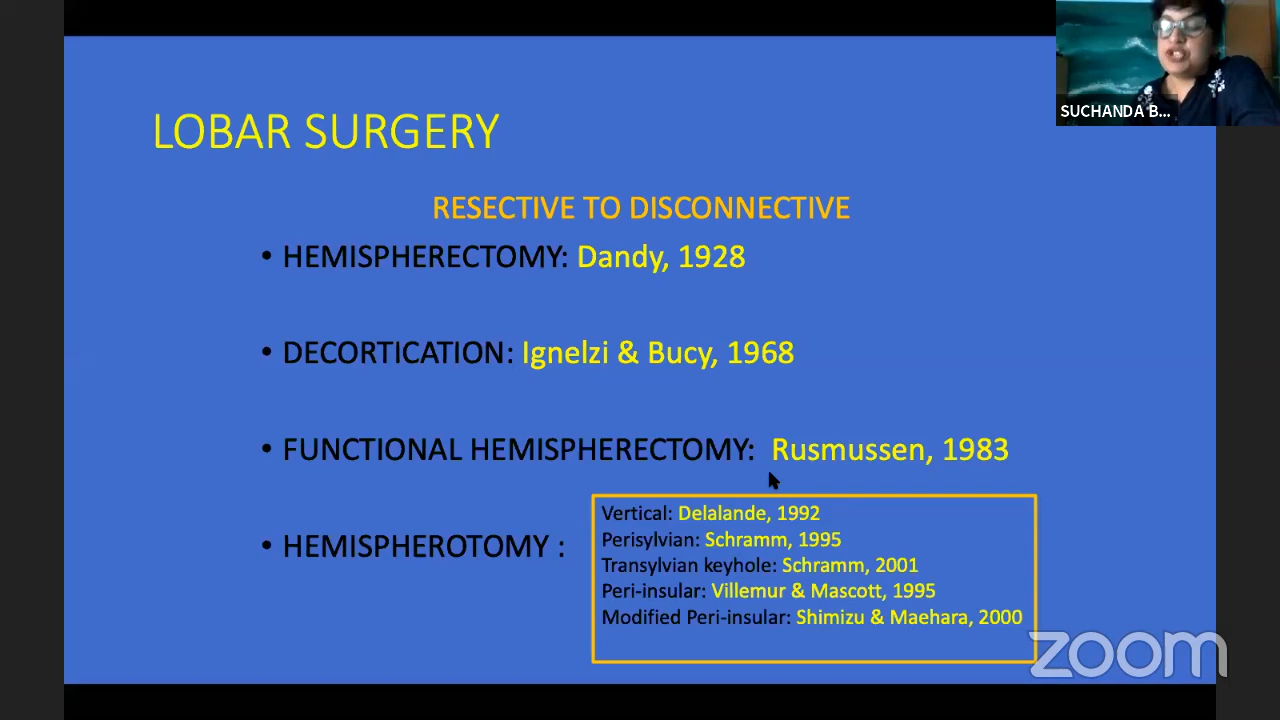 SUCHANDA B...
LOBAR SURGERY
RESECTIVE TO DISCONNECTIVE
• HEMISPHERECTOMY: Dandy, 1928
• DECORTICATION: Ignelzi & Bucy, 1968
• FUNCTIONAL HEMISPHERECTOMY: Rusmussen, 1983
• HEMISPHEROTOMY :
Vertical: Delalande, 1992
Perisylvian: Schramm, 1995
Transylvian keyhole: Schramm, 2001
Peri-insular: Villemur & Mascott, 1995
Modified Peri-insular: Shimizu & Maehara, 2000
zoom